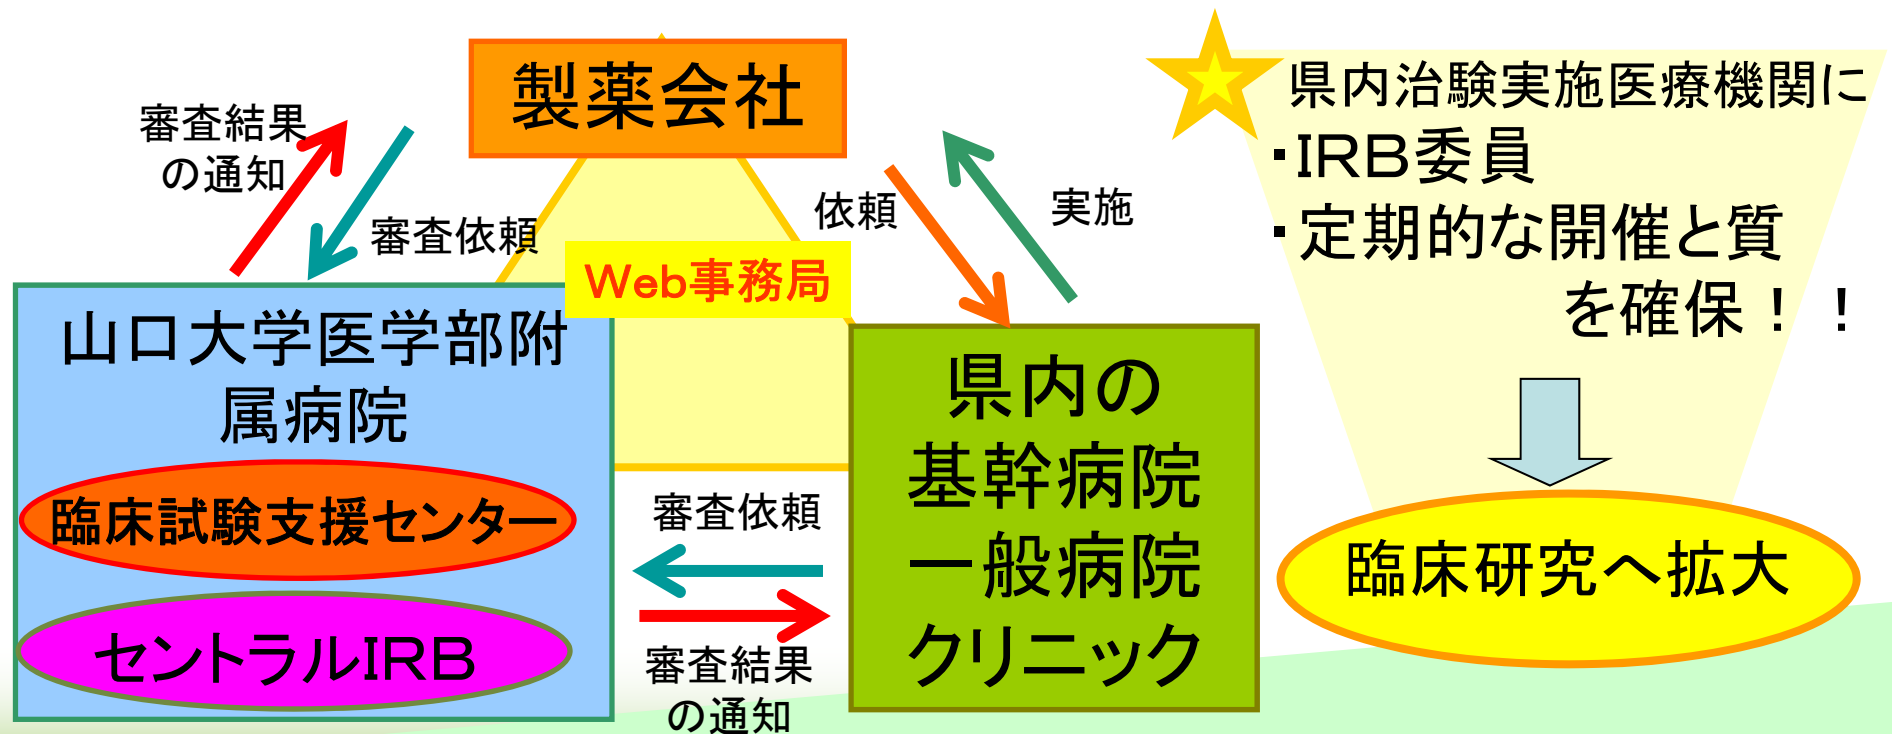 製薬会社
審査結果
の通知
審査依頼
依頼
実施
Web事務局
山口大学医学部附
属病院
臨床試験支援センター
セントラルIRB
審査依頼
審査結果
の通知
県内の
基幹病院
一般病院
クリニック
県内治験実施医療機関に
・IRB委員
・定期的な開催と質
を確保！！
臨床研究へ拡大